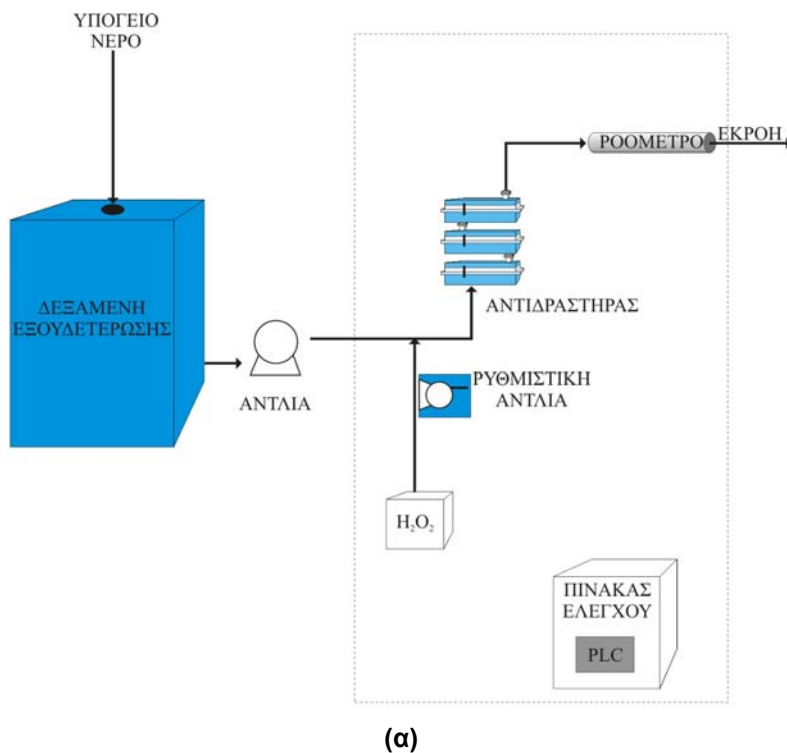 ΥΠΟΓΕΙΟ
ΝΕΡΟ
ΡΟΟΜΕΤΡΟ
ΕΚΡΟΗ
ΔΕΞΑΜΕΝΗ
ΕΞΟΥΔΕΤΕΡΩΣΗΣ
ΑΝΤΙΔΡΑΣΤΗΡΑΣ
ΑΝΤΛΙΑ
ΡΥΘΜΙΣΤΙΚΗ
ΑΝΤΛΙΑ
H₂O₂
ΠΙΝΑΚΑΣ
ΕΛΕΓΧΟΥ
PLC
(α)